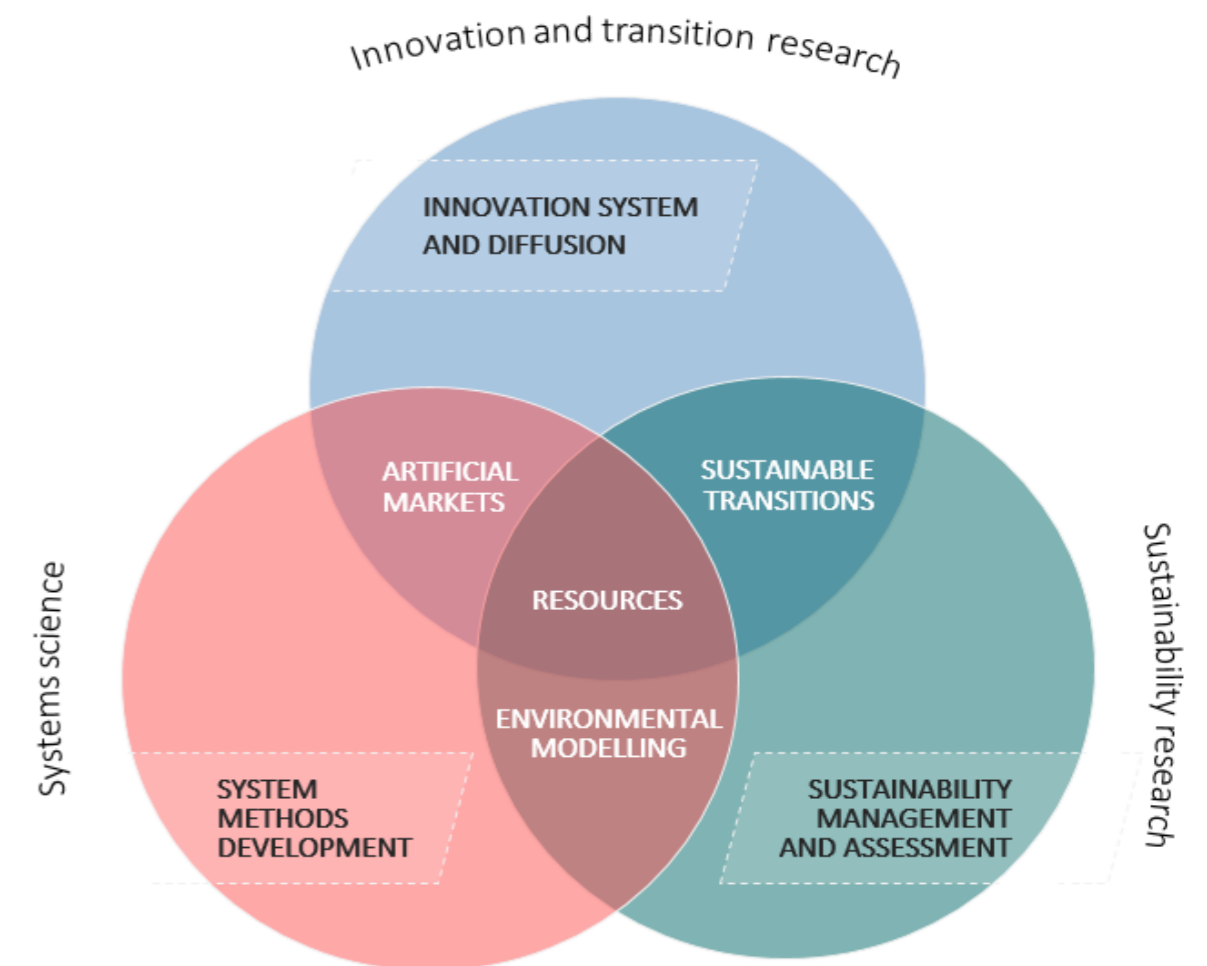 Innovation and transition research
INNOVATION SYSTEM
AND DIFFUSION
ARTIFICIAL
MARKETS
SUSTAINABLE
TRANSITIONS
RESOURCES
ENVIRONMENTAL
MODELLING
Systems science
SYSTEM
METHODS
DEVELOPMENT
SUSTAINABILITY
MANAGEMENT
AND ASSESSMENT
Sustainability research